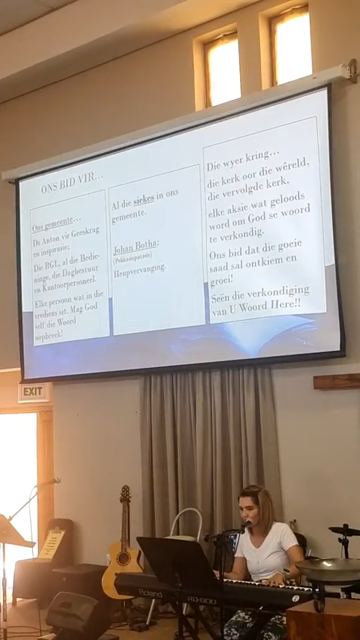 ONS BID VIR...
Ons gemeente...
Ds Anton vir Geeskrag
en inspirasie;
Die BGL, al die Bedie-
ninge, die Dagbestuur
en Kantoorpersoneel.
Elke persoon wat in die
erediens sit. Mag God
self die Woord
oopbreek!
Al die siekes in ons
gemeente.
Johan Botha:
Heupvervanging
Die wyer kring...
die kerk oor die wêreld,
die vervolgde kerk,
elke aksie wat geloods
word om God se woord
te verkondig.
Ons bid dat die goeie
saad sal ontkiem en
groei!
Seën die verkondiging
van U Woord Here!!
EXIT
Roland